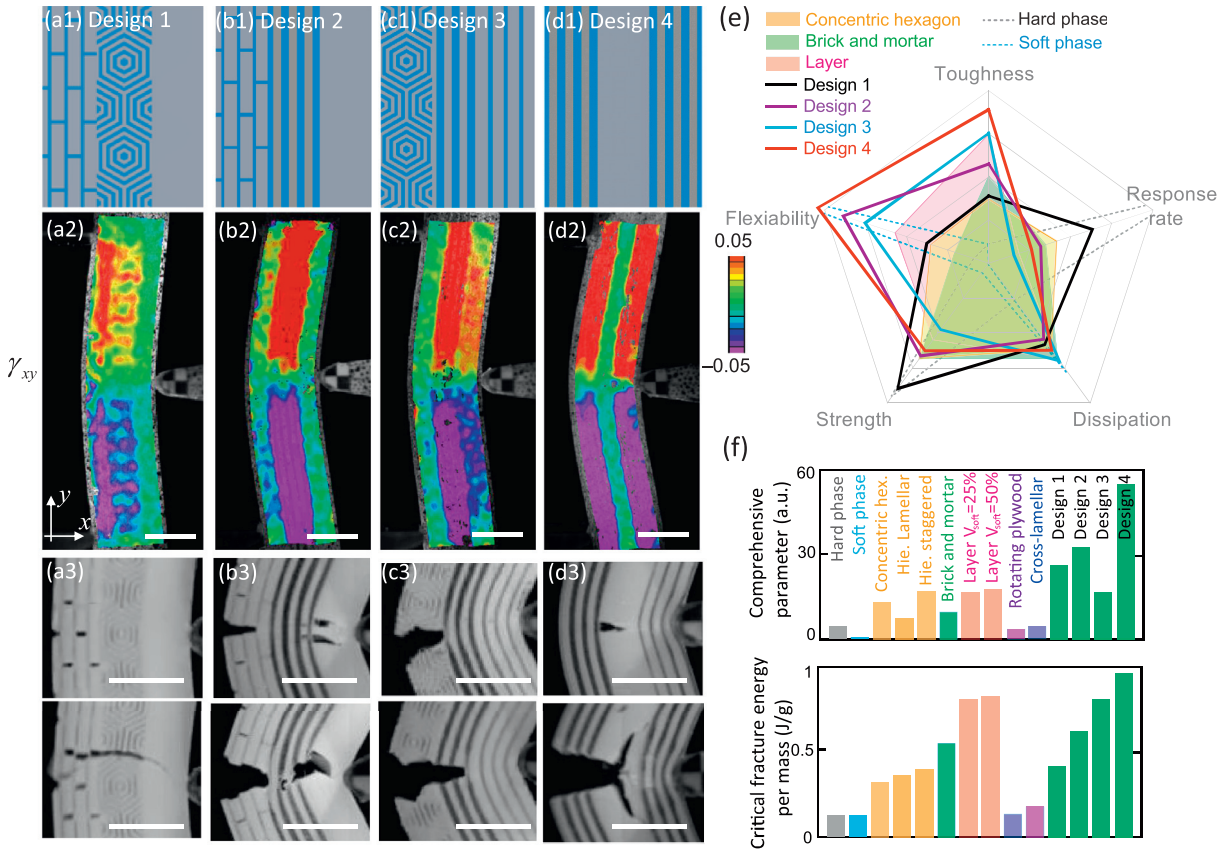 (a1) Design 1
(b1) Design 2
(c1) Design 3
(d1) Design 4
(a2)
(b2)
(c2)
(d2)
0.05
−0.05
γxy
y
x
(a3)
(b3)
(c3)
(d3)
(e)
Concentric hexagon
Brick and mortar
Layer
Design 1
Design 2
Design 3
Design 4
Hard phase
Soft phase
Toughness
Response
rate
Flexiability
Strength
Dissipation
(f)
Comprehensive
parameter (a.u.)
60
30
0
Hard phase
Soft phase
Concentric hex.
Hie. Lamellar
Hie. staggered
Brick and mortar
Layer Vsoft=25%
Layer Vsoft=50%
Rotating plywood
Cross-lamellar
Design 1
Design 2
Design 3
Design 4
Critical fracture energy
per mass (J/g)
1
0.5
0